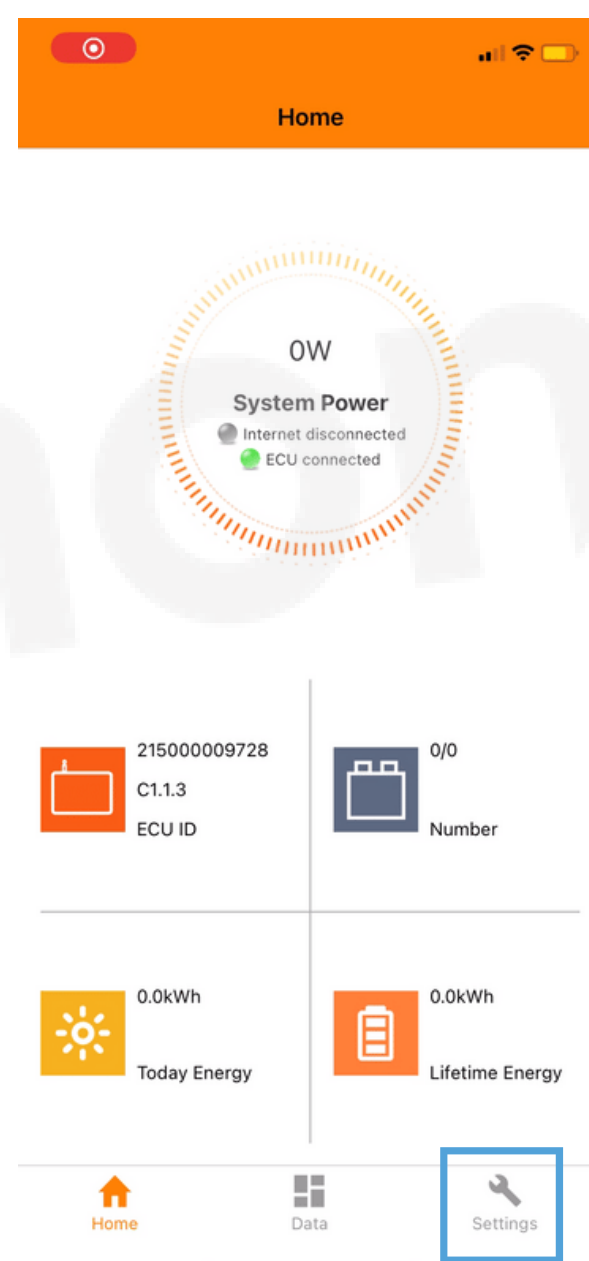 Home
0W
System Power
Internet disconnected
ECU connected
215000009728
C1.1.3
ECU ID
0/0
Number
0.0kWh
Today Energy
0.0kWh
Lifetime Energy
Home
Data
Settings